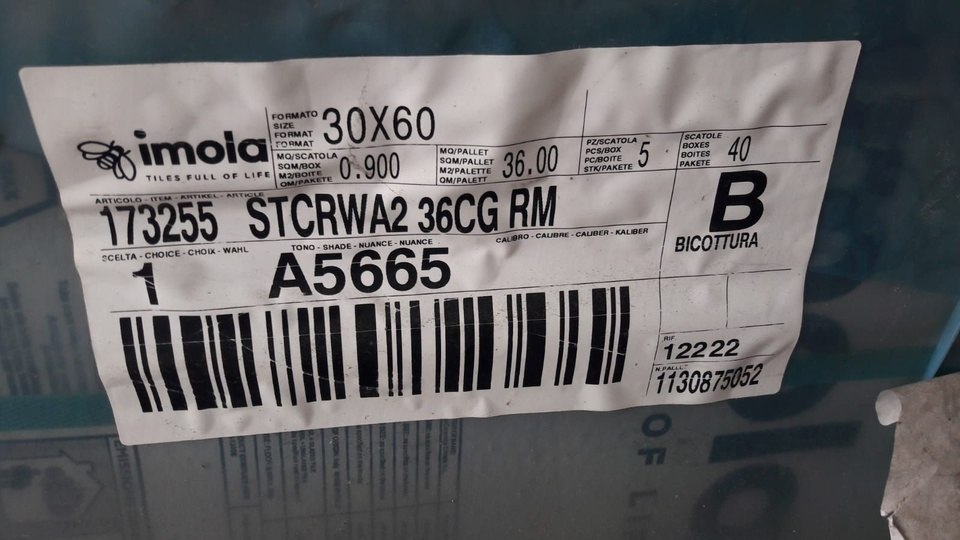 imola
TILES FULL OF LIFE
FORMATO
SIZE
FORMAT
FORMAT
30X60
MQ/SCATOLA
SQM/BOX
M2/BOITE
QM/PAKETE
0.900
MQ/PALLET
SQM/PALLET
M2/PALETTE
QM/PALETT
36.00
PZ/SCATOLA
PCS/BOX
PC/BOITE
STK/PAKETE
5
SCATOLE
BOXES
BOITES
PAKETE
40
ARTICOLO - ITEM - ARTIKEL - ARTICLE
173255 STCRWA2 36CG RM
B
BICOTTURA
SCELTA - CHOICE - CHOIX - WAHL
1
TONO - SHADE - NUANCE - NUANCE
A5665
CALIBRO - CALIBRE - CALIBER - KALIBER
RIF
12222
N.PALL.
1130875052
OF LI